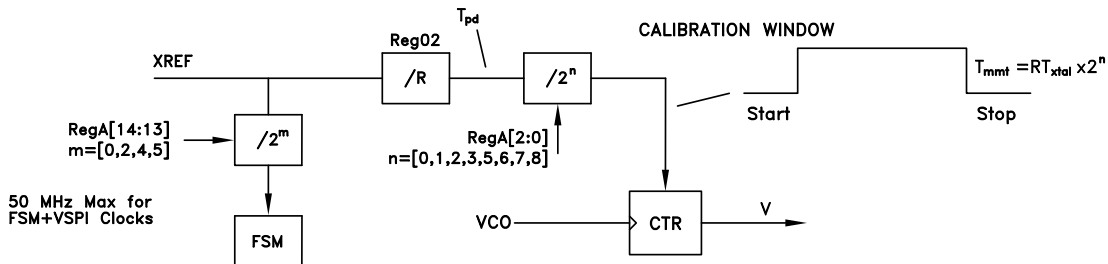 T_pd
CALIBRATION WINDOW
Reg02
XREF
/R
/2^n
T_mmt = RT_xtal x 2^n
Start
Stop
RegA[14:13]
m=[0,2,4,5]
/2^m
RegA[2:0]
n=[0,1,2,3,5,6,7,8]
50 MHz Max for
FSM+VSPI Clocks
FSM
VCO
CTR
V